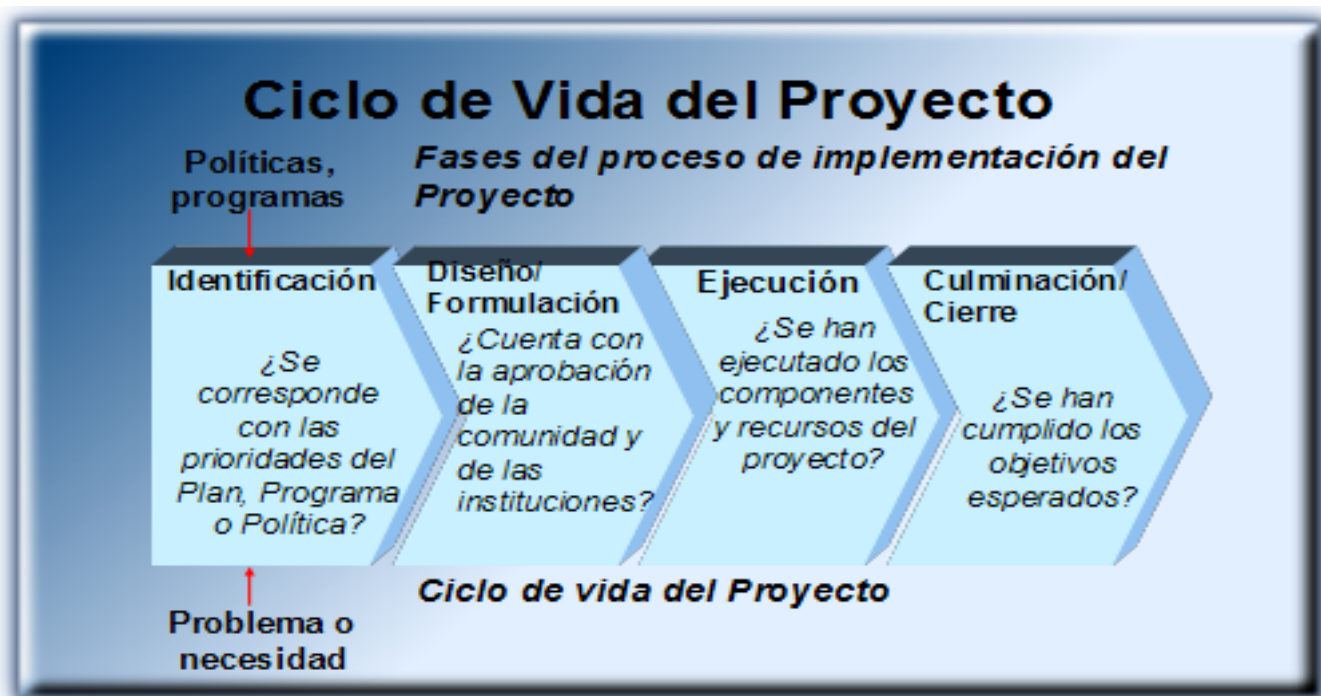 Ciclo de Vida del Proyecto
Políticas,
programas
Fases del proceso de implementación del
Proyecto
Identificación
¿Se
corresponde
con las
prioridades del
Plan, Programa
o Política?
Diseño/
Formulación
¿Cuenta con
la aprobación
de la
comunidad y
de las
instituciones?
Ejecución
¿Se han
ejecutado los
componentes
y recursos del
proyecto?
Culminación/
Cierre
¿Se han
cumplido los
objetivos
esperados?
Ciclo de vida del Proyecto
Problema o
necesidad